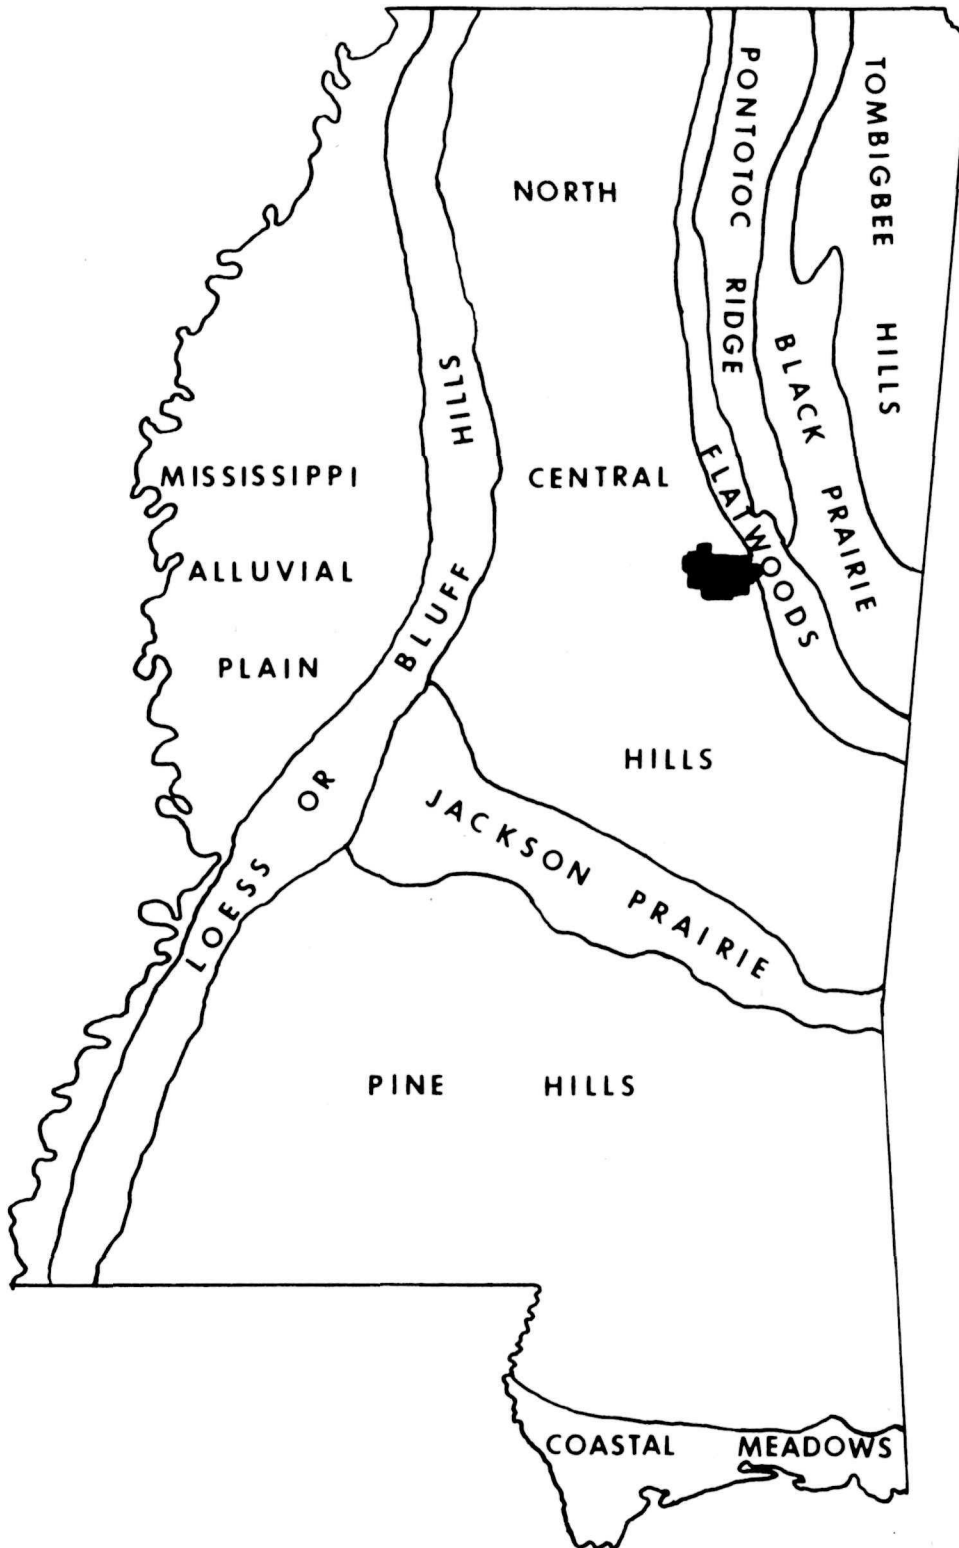 TOMBIGBEE HILLS
PONTOTOC RIDGE
BLACK PRAIRIE
FLATWOODS
NORTH
CENTRAL
HILLS
LOESS OR BLUFF HILLS
MISSISSIPPI
ALLUVIAL
PLAIN
JACKSON PRAIRIE
PINE HILLS
COASTAL MEADOWS